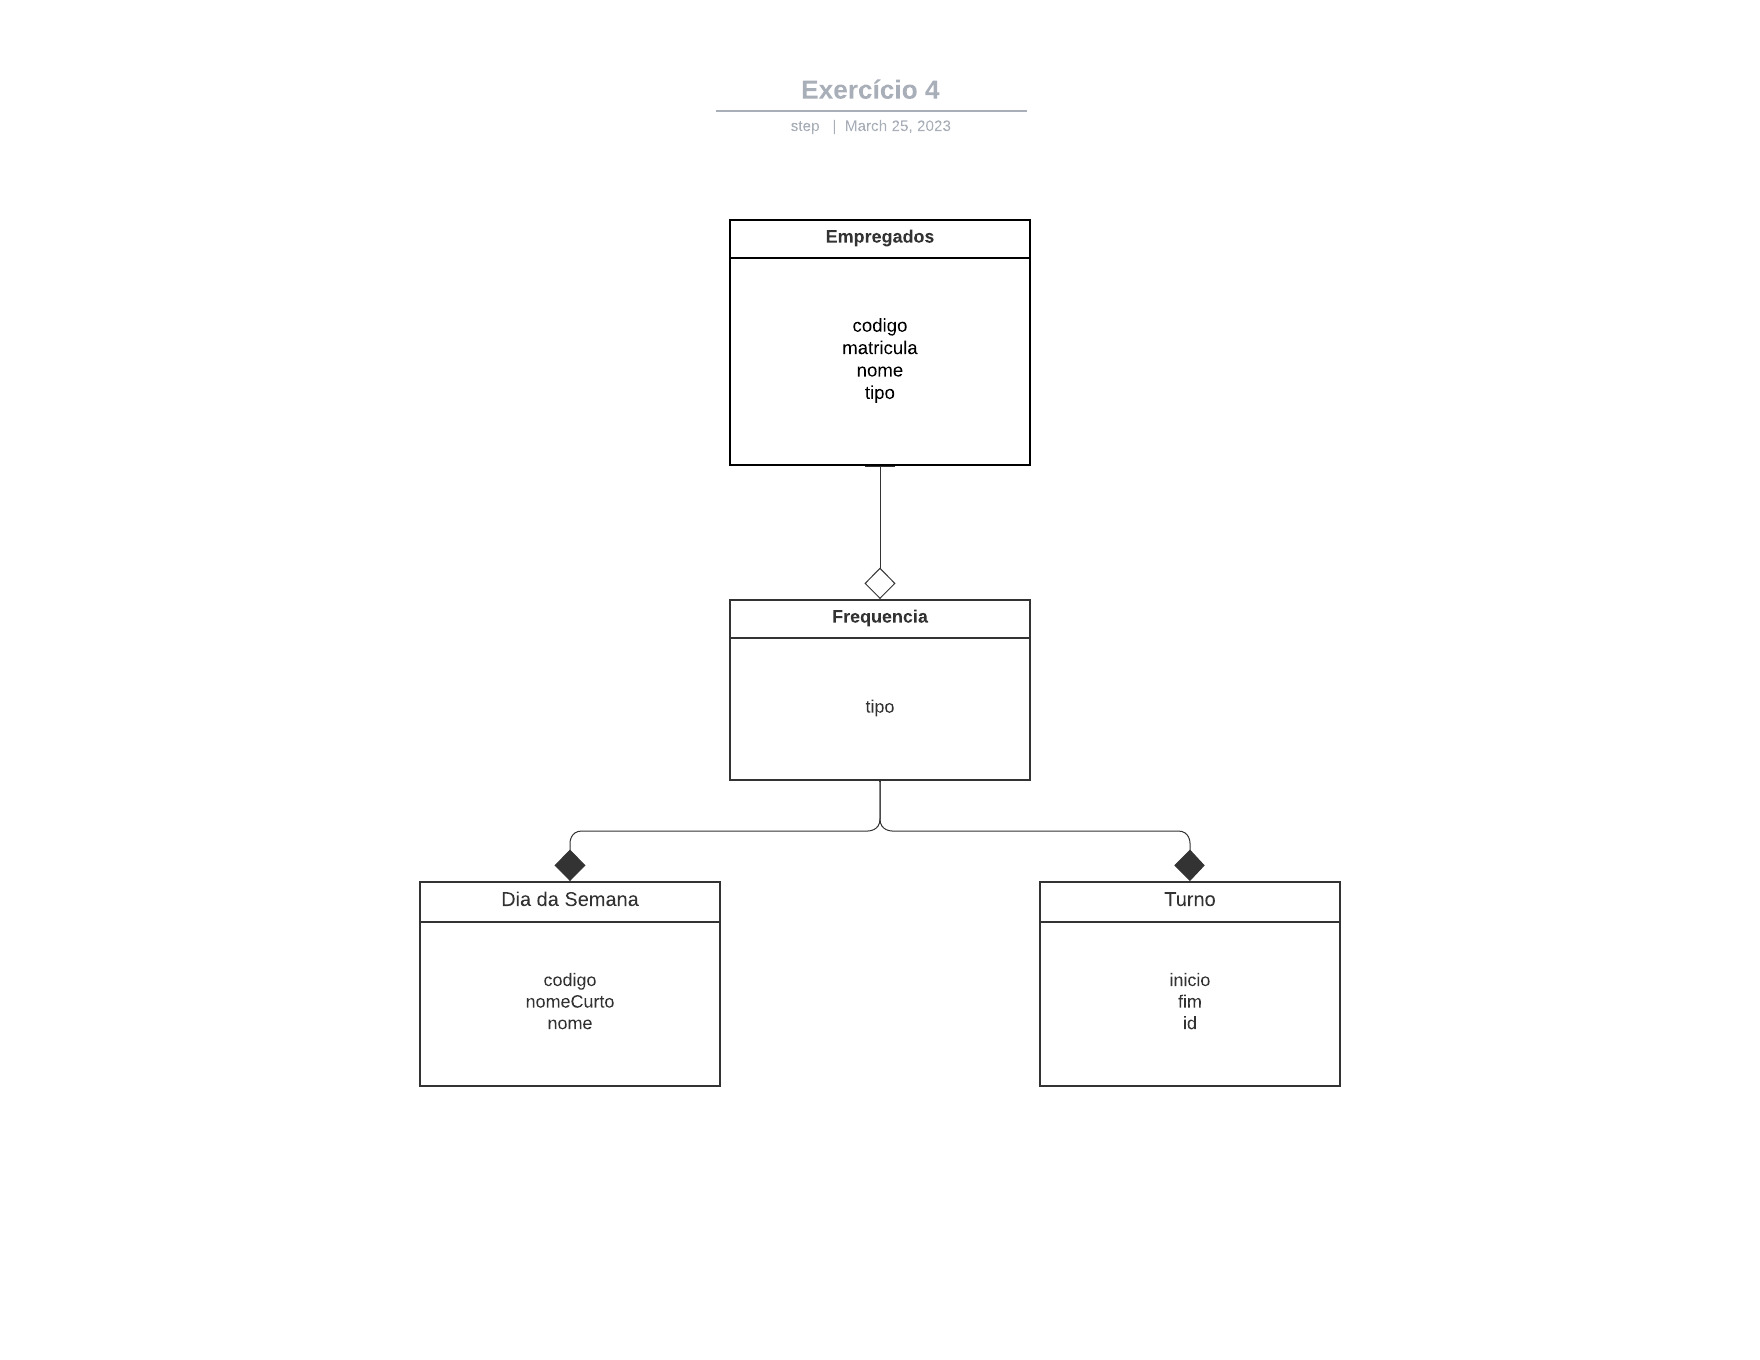 Exercício 4
step | March 25, 2023
Empregados
codigo
matricula
nome
tipo
Frequencia
tipo
Dia da Semana
codigo
nomeCurto
nome
Turno
inicio
fim
id